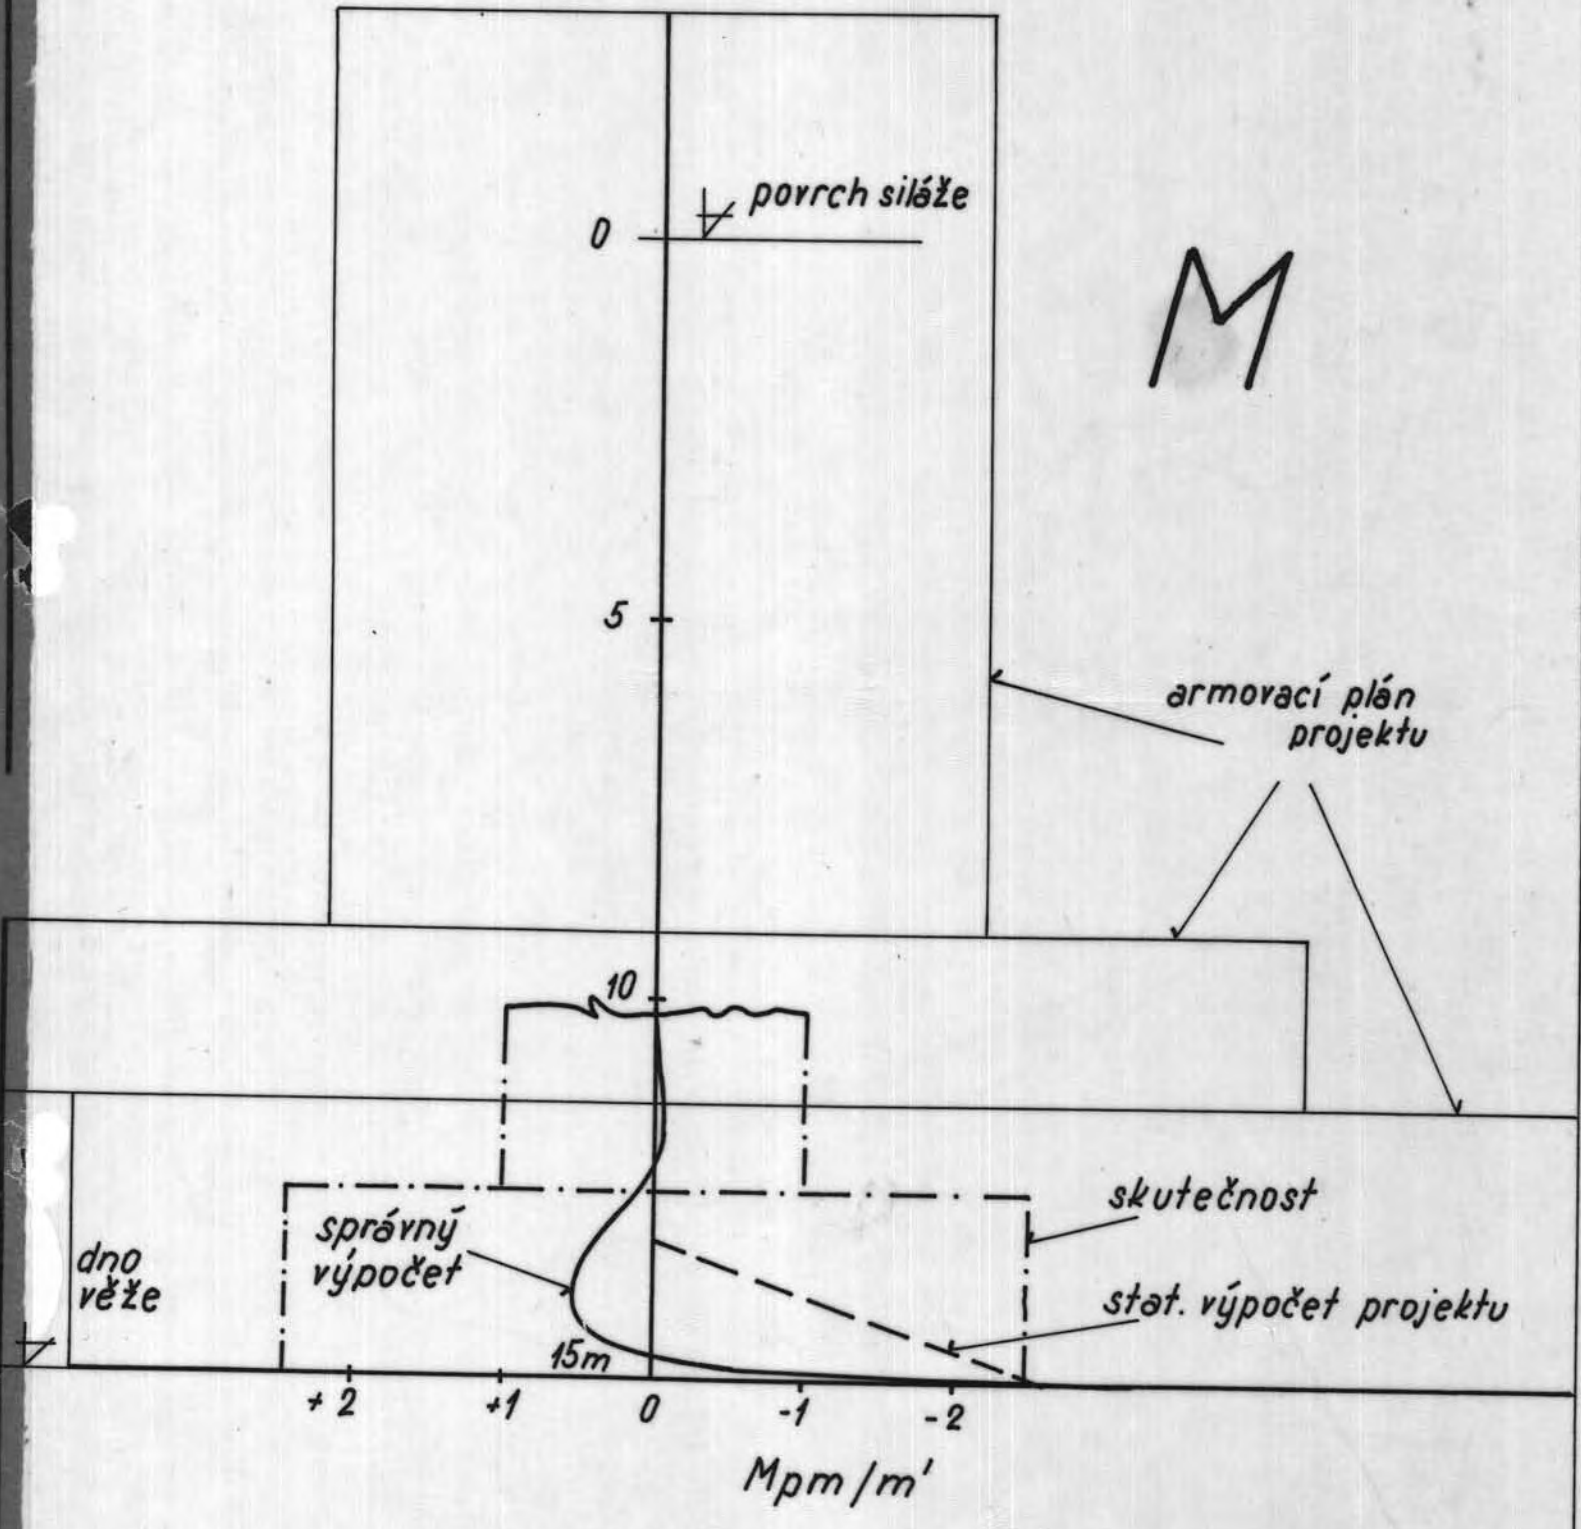 povrch siláže
0
M
5
armovací plán
projektu
10
skutečnost
správný
výpočet
dno
věže
stat. výpočet projektu
15m
+2 +1 0 -1 -2
Mpm/m'